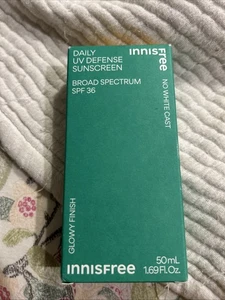 DAILY
UV DEFENSE
SUNSCREEN
BROAD SPECTRUM
SPF 36
innisfree
NO WHITE CAST
GLOWY FINISH
50mL
1.69 Fl.Oz.
innisfree